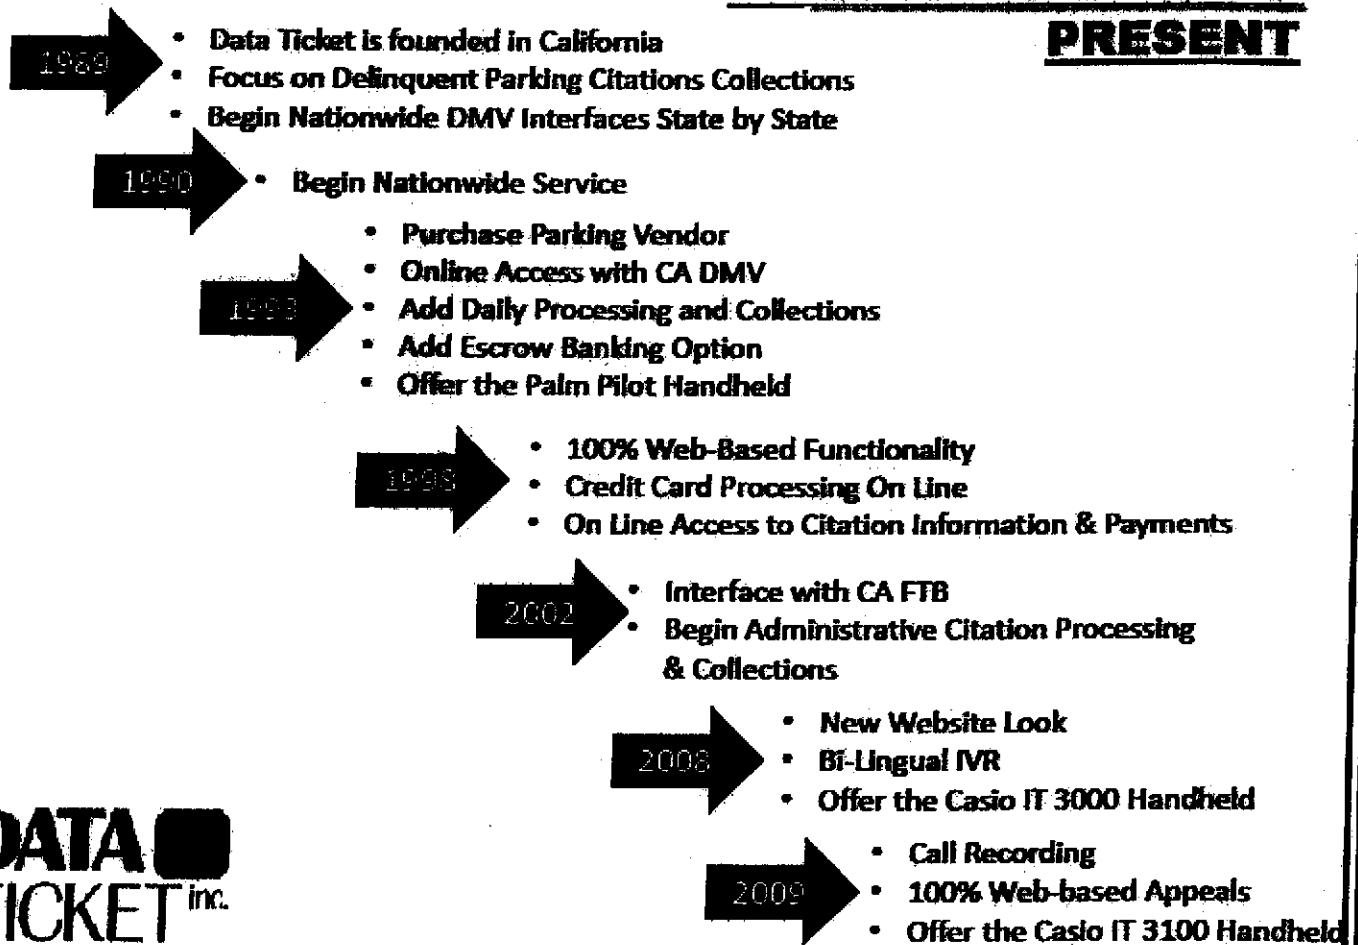 PRESENT
1989
• Data Ticket is founded in California
• Focus on Delinquent Parking Citations Collections
• Begin Nationwide DMV Interfaces State by State
1990
• Begin Nationwide Service
• Purchase Parking Vendor
• Online Access with CA DMV
• Add Daily Processing and Collections
• Add Escrow Banking Option
• Offer the Palm Pilot Handheld
1998
• 100% Web-Based Functionality
• Credit Card Processing On Line
• On Line Access to Citation Information & Payments
2002
• Interface with CA FTB
• Begin Administrative Citation Processing
& Collections
2008
• New Website Look
• Bi-Lingual IVR
• Offer the Casio IT 3000 Handheld
2009
• Call Recording
• 100% Web-based Appeals
• Offer the Casio IT 3100 Handheld
DATA
TICKET inc.